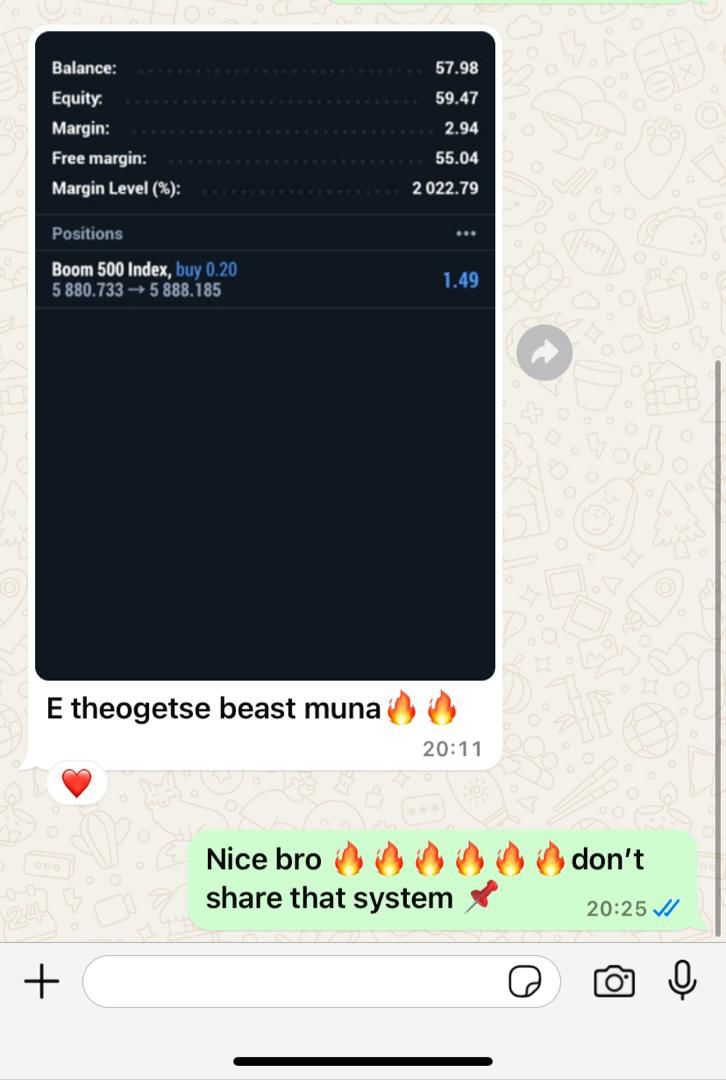 Balance: 57.98
Equity: 59.47
Margin: 2.94
Free margin: 55.04
Margin Level (%): 2 022.79
Positions
Boom 500 Index, buy 0.20
5 880.733 → 5 888.185 1.49
E theogetse beast muna🔥🔥
20:11
Nice bro 🔥🔥🔥🔥🔥🔥don’t
share that system 📌
20:25